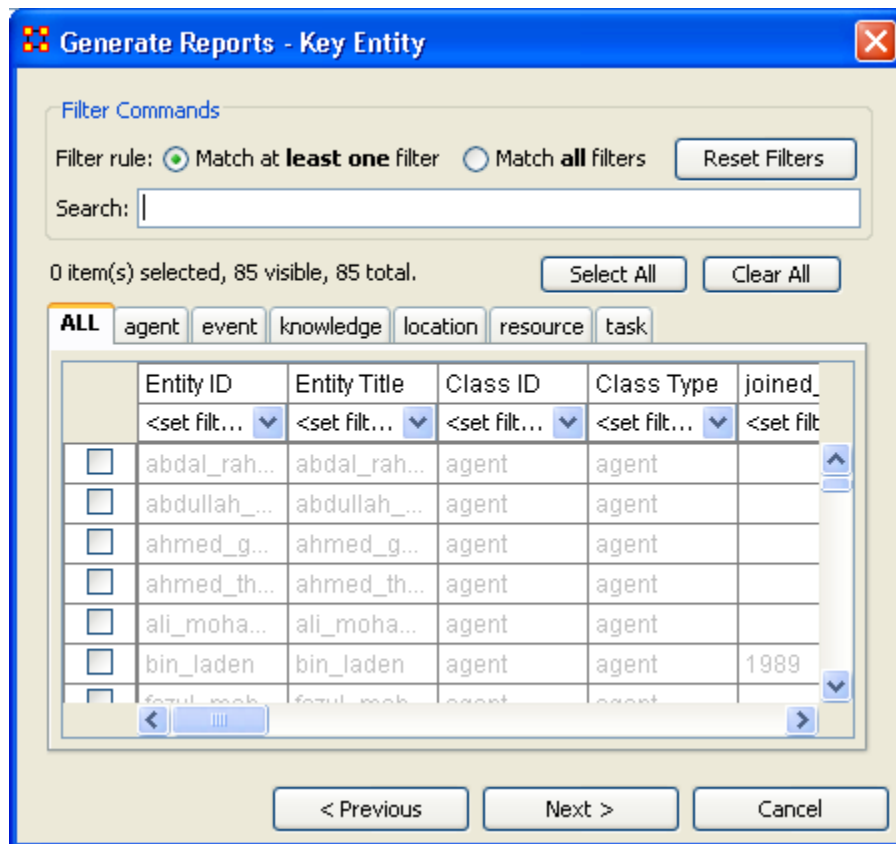 Generate Reports - Key Entity
Filter Commands
Filter rule: Match at least one filter Match all filters Reset Filters
Search:
0 item(s) selected, 85 visible, 85 total. Select All Clear All
ALL agent event knowledge location resource task
Entity ID Entity Title Class ID Class Type joined_
<set filt... <set filt... <set filt... <set filt... <set filt
abdal_rah... abdal_rah... agent agent
abdullah_... abdullah_... agent agent
ahmed_g... ahmed_g... agent agent
ahmed_th... ahmed_th... agent agent
ali_moha... ali_moha... agent agent
bin_laden bin_laden agent agent 1989
< Previous Next > Cancel